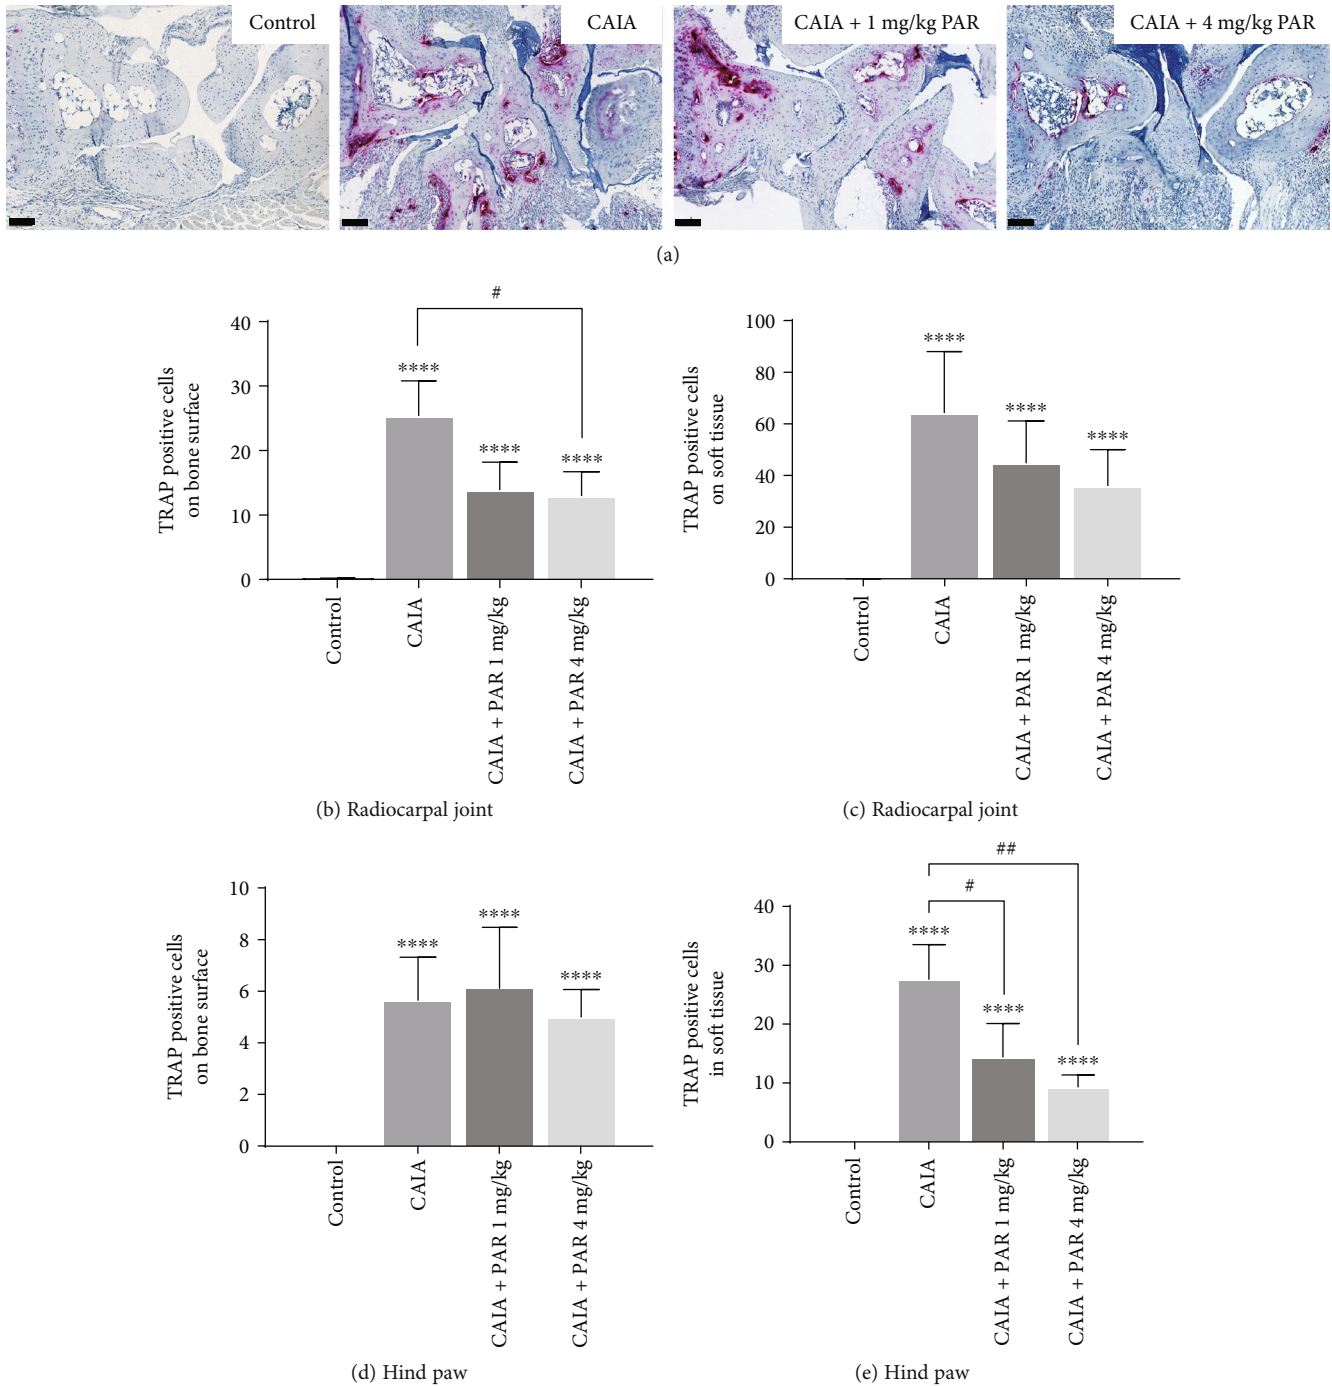 Control
CAIA
CAIA + 1 mg/kg PAR
CAIA + 4 mg/kg PAR
(a)
#
40
30
20
10
0
TRAP positive cells
on bone surface
****
****
****
Control
CAIA
CAIA + PAR 1 mg/kg
CAIA + PAR 4 mg/kg
(b) Radiocarpal joint
100
80
60
40
20
0
TRAP positive cells
on soft tissue
****
****
****
Control
CAIA
CAIA + PAR 1 mg/kg
CAIA + PAR 4 mg/kg
(c) Radiocarpal joint
10
8
6
4
2
0
TRAP positive cells
on bone surface
****
****
****
Control
CAIA
CAIA + PAR 1 mg/kg
CAIA + PAR 4 mg/kg
(d) Hind paw
##
#
40
30
20
10
0
TRAP positive cells
in soft tissue
****
****
****
Control
CAIA
CAIA + PAR 1 mg/kg
CAIA + PAR 4 mg/kg
(e) Hind paw